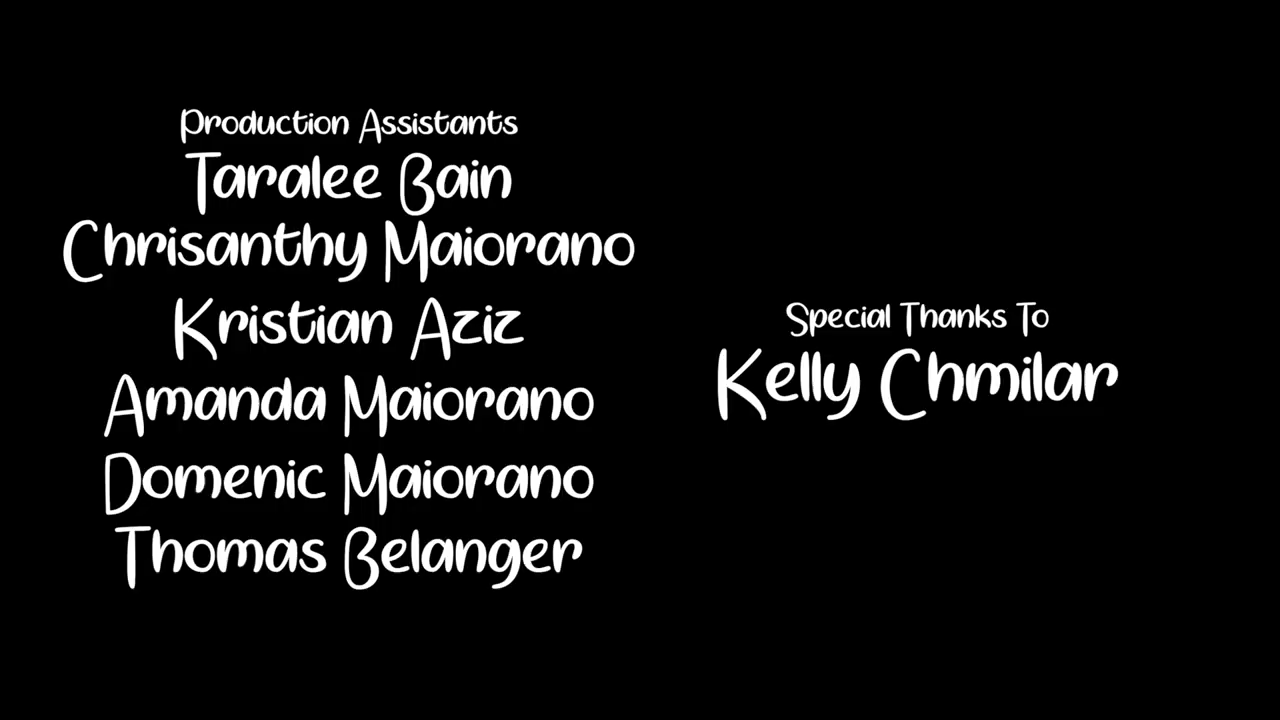 Production Assistants
Taralee Bain
Chrisanthy Maiorano
Kristian Aziz
Amanda Maiorano
Domenic Maiorano
Thomas Belanger
Special Thanks To
Kelly Chmilar